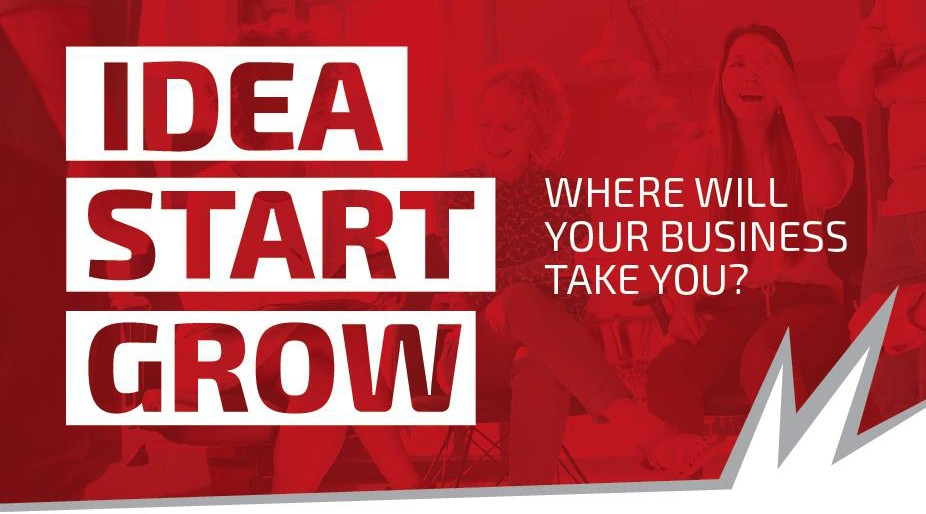 IDEA
START
GROW
WHERE WILL
YOUR BUSINESS
TAKE YOU?